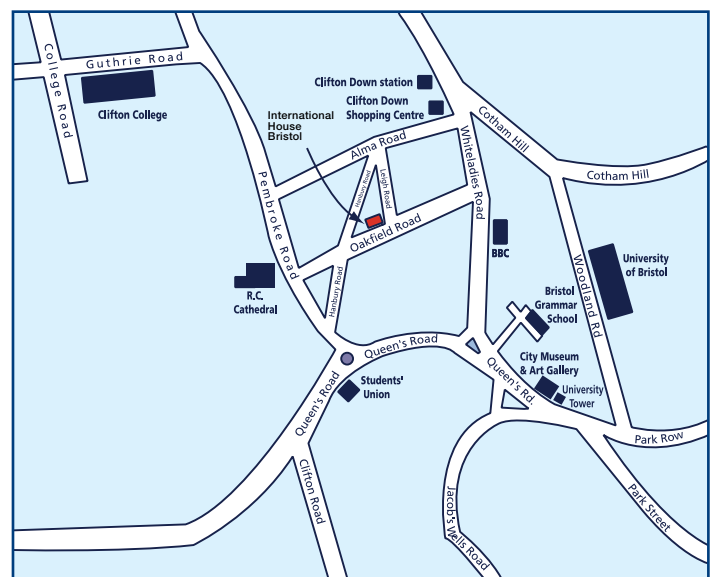 College Road
Guthrie Road
Clifton College
Clifton Down station
Clifton Down
Shopping Centre
International
House
Bristol
Alma Road
Cotham Hill
Cotham Hill
Whiteladies Road
Hanbury Road
Leigh Road
Pembroke Road
Oakfield Road
BBC
Woodland Rd
University
of Bristol
R.C.
Cathedral
Hanbury Road
Bristol
Grammar
School
Queen's Road
City Museum
& Art Gallery
Queen's Rd.
University
Tower
Students'
Union
Queen's Road
Park Row
Clifton Road
Park Street
Jacob's Wells Road